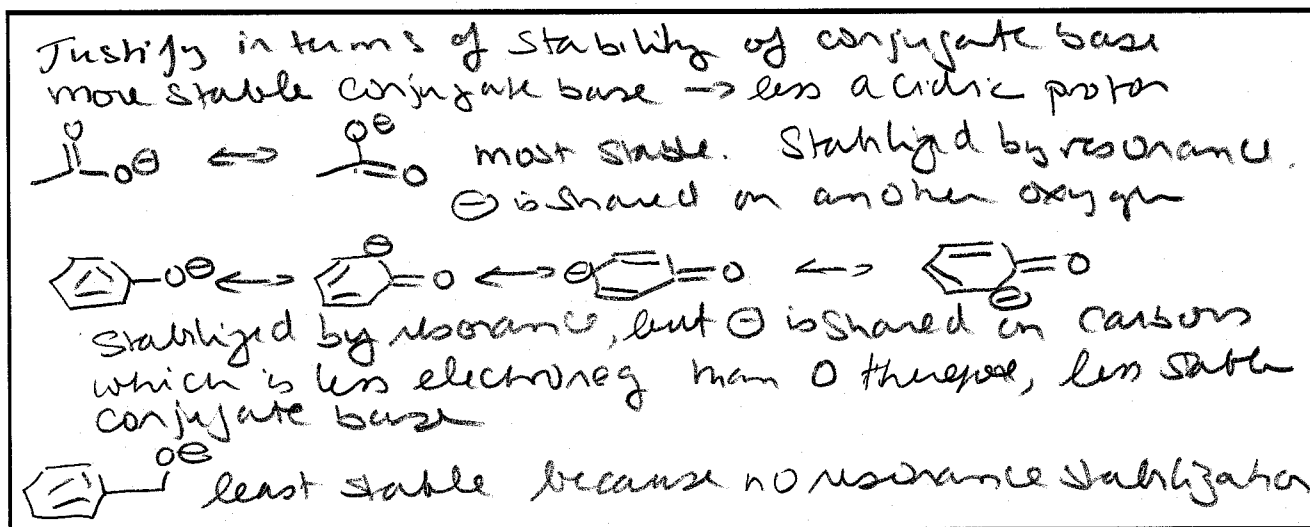 Justify in terms of stability of conjugate base
more stable conjugate base → less acidic proton
O O⊖ ↔ O⊖ O most stable. Stabilized by resonance.
⊖ is shared on another oxygen
O⊖ ↔ ⊖ O ↔ ⊖ O ↔ O ⊖
stabilized by resonance, but ⊖ is shared on carbons
which is less electroneg than O therefore, less stable
conjugate base
O⊖ least stable because no resonance stabilization